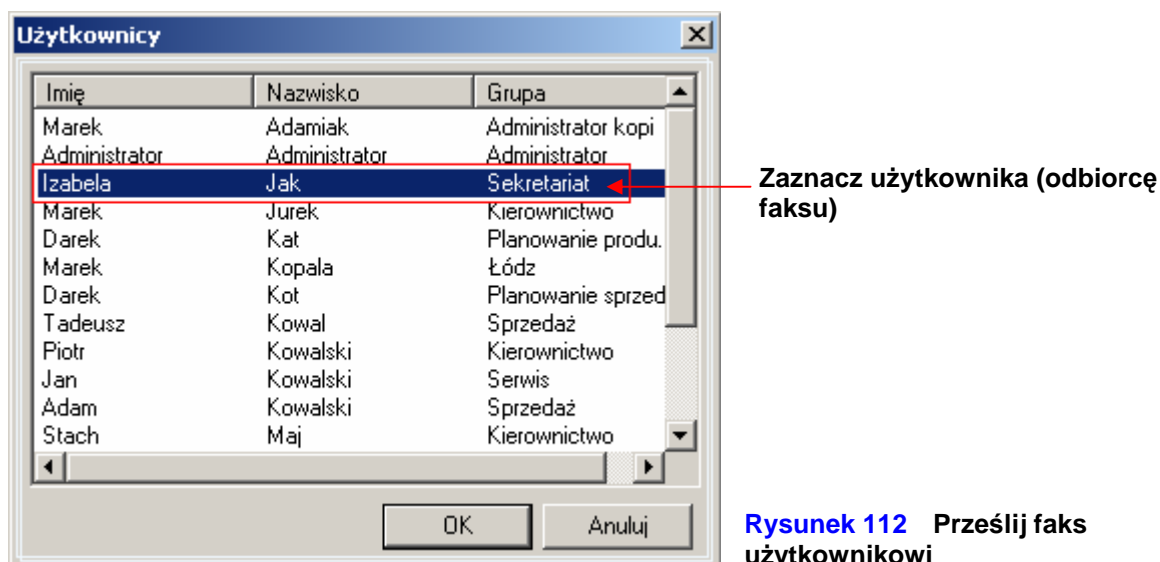 Użytkownicy
Imię Nazwisko Grupa
Marek Adamiak Administrator kopi
Administrator Administrator Administrator
Izabela Jak Sekretariat
Marek Jurek Kierownictwo
Darek Kat Planowanie produ.
Marek Kopala Łódz
Darek Kot Planowanie sprzed
Tadeusz Kowal Sprzedaż
Piotr Kowalski Kierownictwo
Jan Kowalski Serwis
Adam Kowalski Sprzedaż
Stach Maj Kierownictwo
OK Anuluj
Zaznacz użytkownika (odbiorcę
faksu)
Rysunek 112 Prześlij faks
użytkownikowi